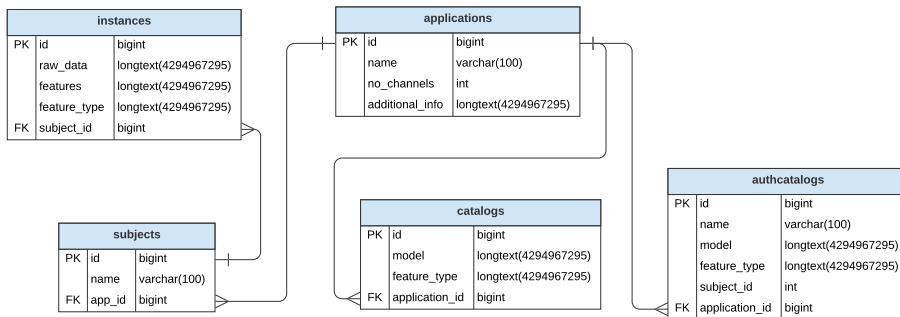 instances
PK id bigint
raw_data longtext(4294967295)
features longtext(4294967295)
feature_type longtext(4294967295)
FK subject_id bigint
applications
PK id bigint
name varchar(100)
no_channels int
additional_info longtext(4294967295)
subjects
PK id bigint
name varchar(100)
FK app_id bigint
catalogs
PK id bigint
model longtext(4294967295)
feature_type longtext(4294967295)
FK application_id bigint
authcatalogs
PK id bigint
name varchar(100)
model longtext(4294967295)
feature_type longtext(4294967295)
subject_id int
FK application_id bigint